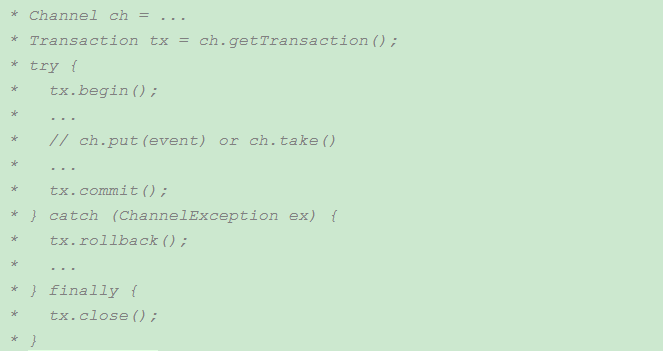 * Channel ch = ...
* Transaction tx = ch.getTransaction();
* try {
*   tx.begin();
*   ...
*   // ch.put(event) or ch.take()
*   ...
*   tx.commit();
* } catch (ChannelException ex) {
*   tx.rollback();
*   ...
* } finally {
*   tx.close();
* }